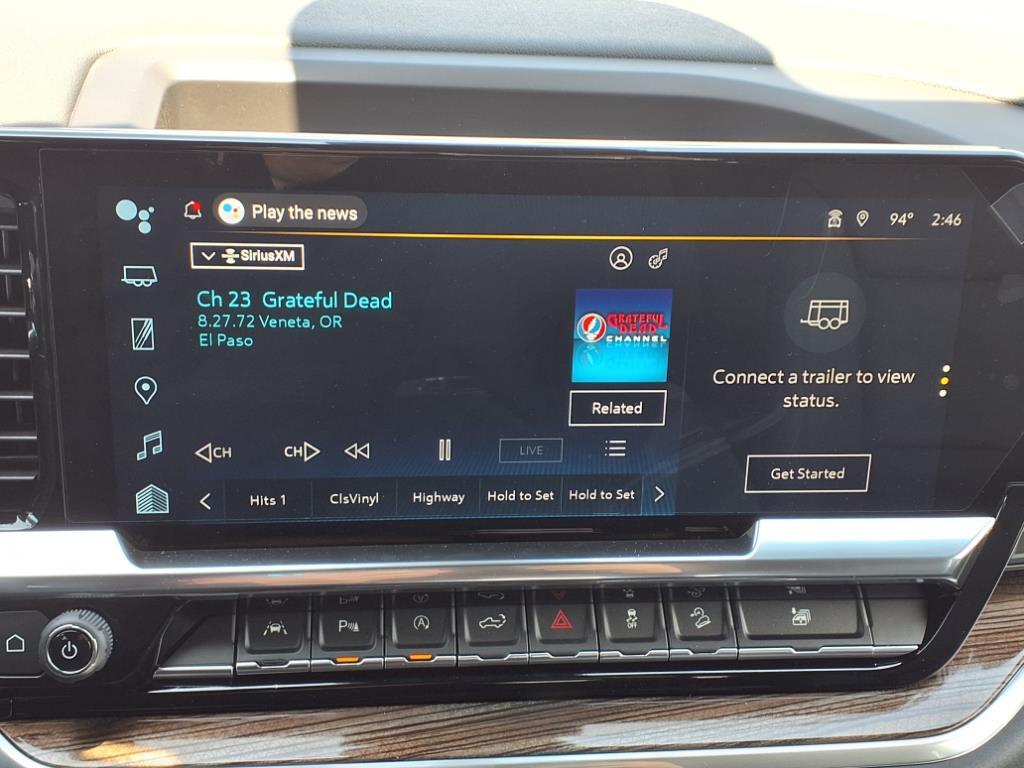 Play the news
94° 2:46
SiriusXM
Ch 23 Grateful Dead
8.27.72 Veneta, OR
El Paso
GRATEFUL
DEAD
CHANNEL
Related
Connect a trailer to view
status.
Get Started
CH
CH
LIVE
Hits 1
ClsVinyl
Highway
Hold to Set
Hold to Set
P
A
OFF